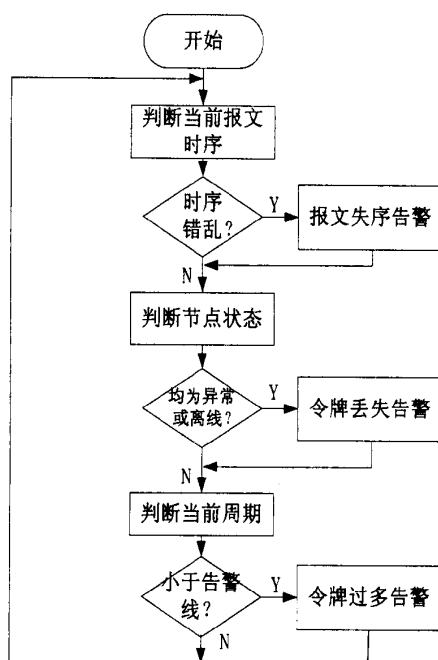 开始
判断当前报文
时序
时序
错乱?
Y
报文失序告警
N
判断节点状态
均为异常
或离线?
Y
令牌丢失告警
N
判断当前周期
小于告警
线?
Y
令牌过多告警
N